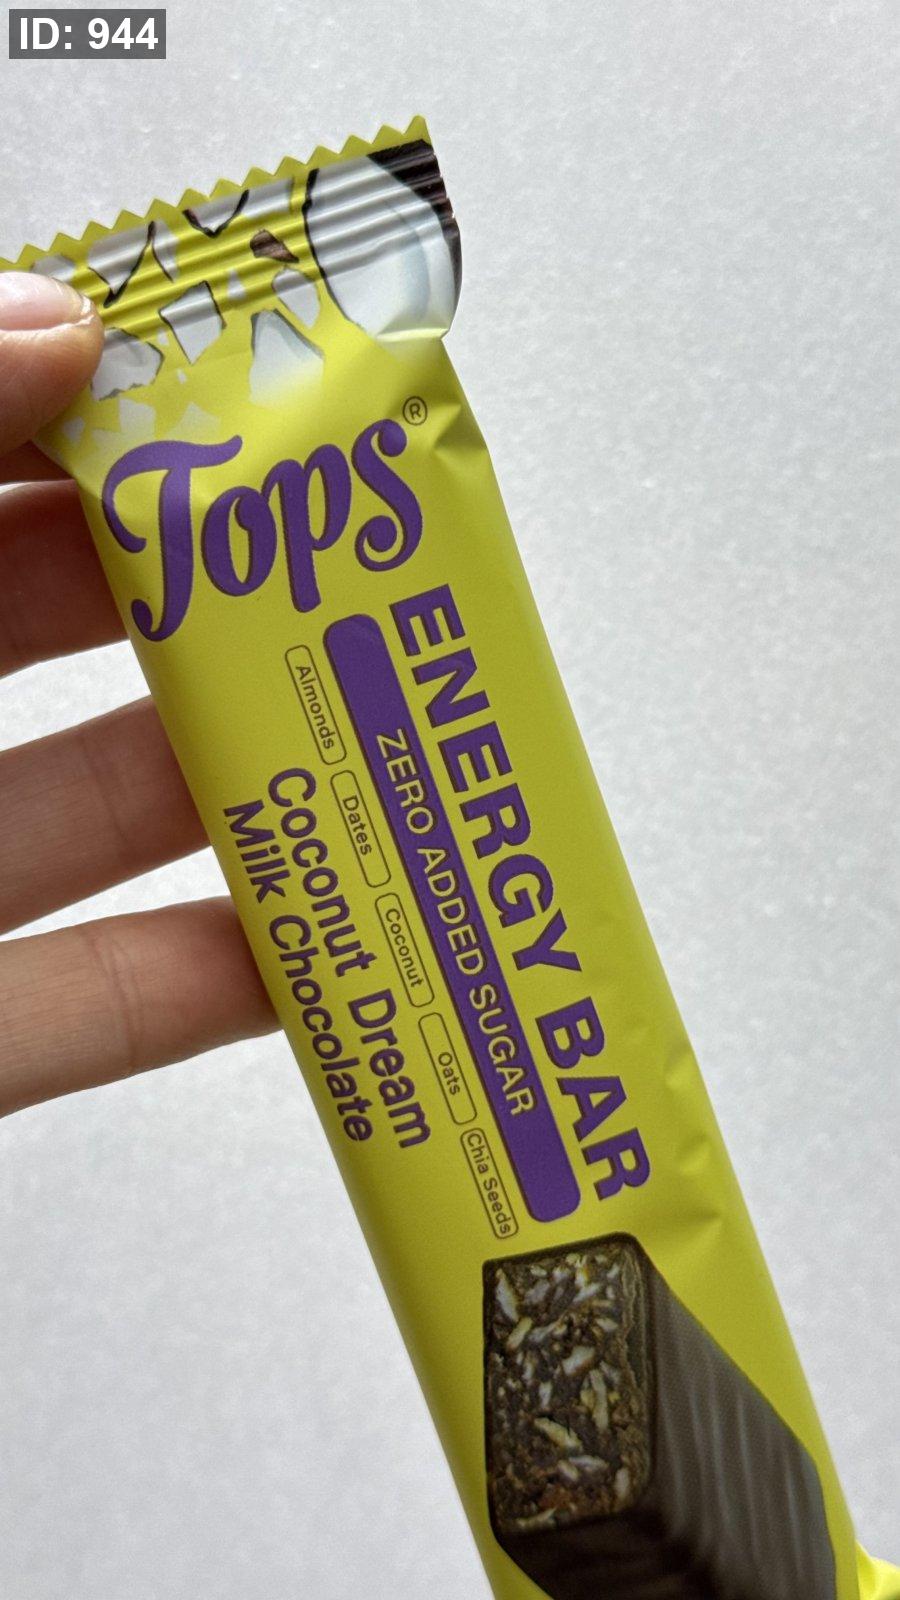 ID: 944
Tops®
ENERGY BAR
ZERO ADDED SUGAR
Almonds
Dates
Coconut
Oats
Chia Seeds
Coconut Dream
Milk Chocolate